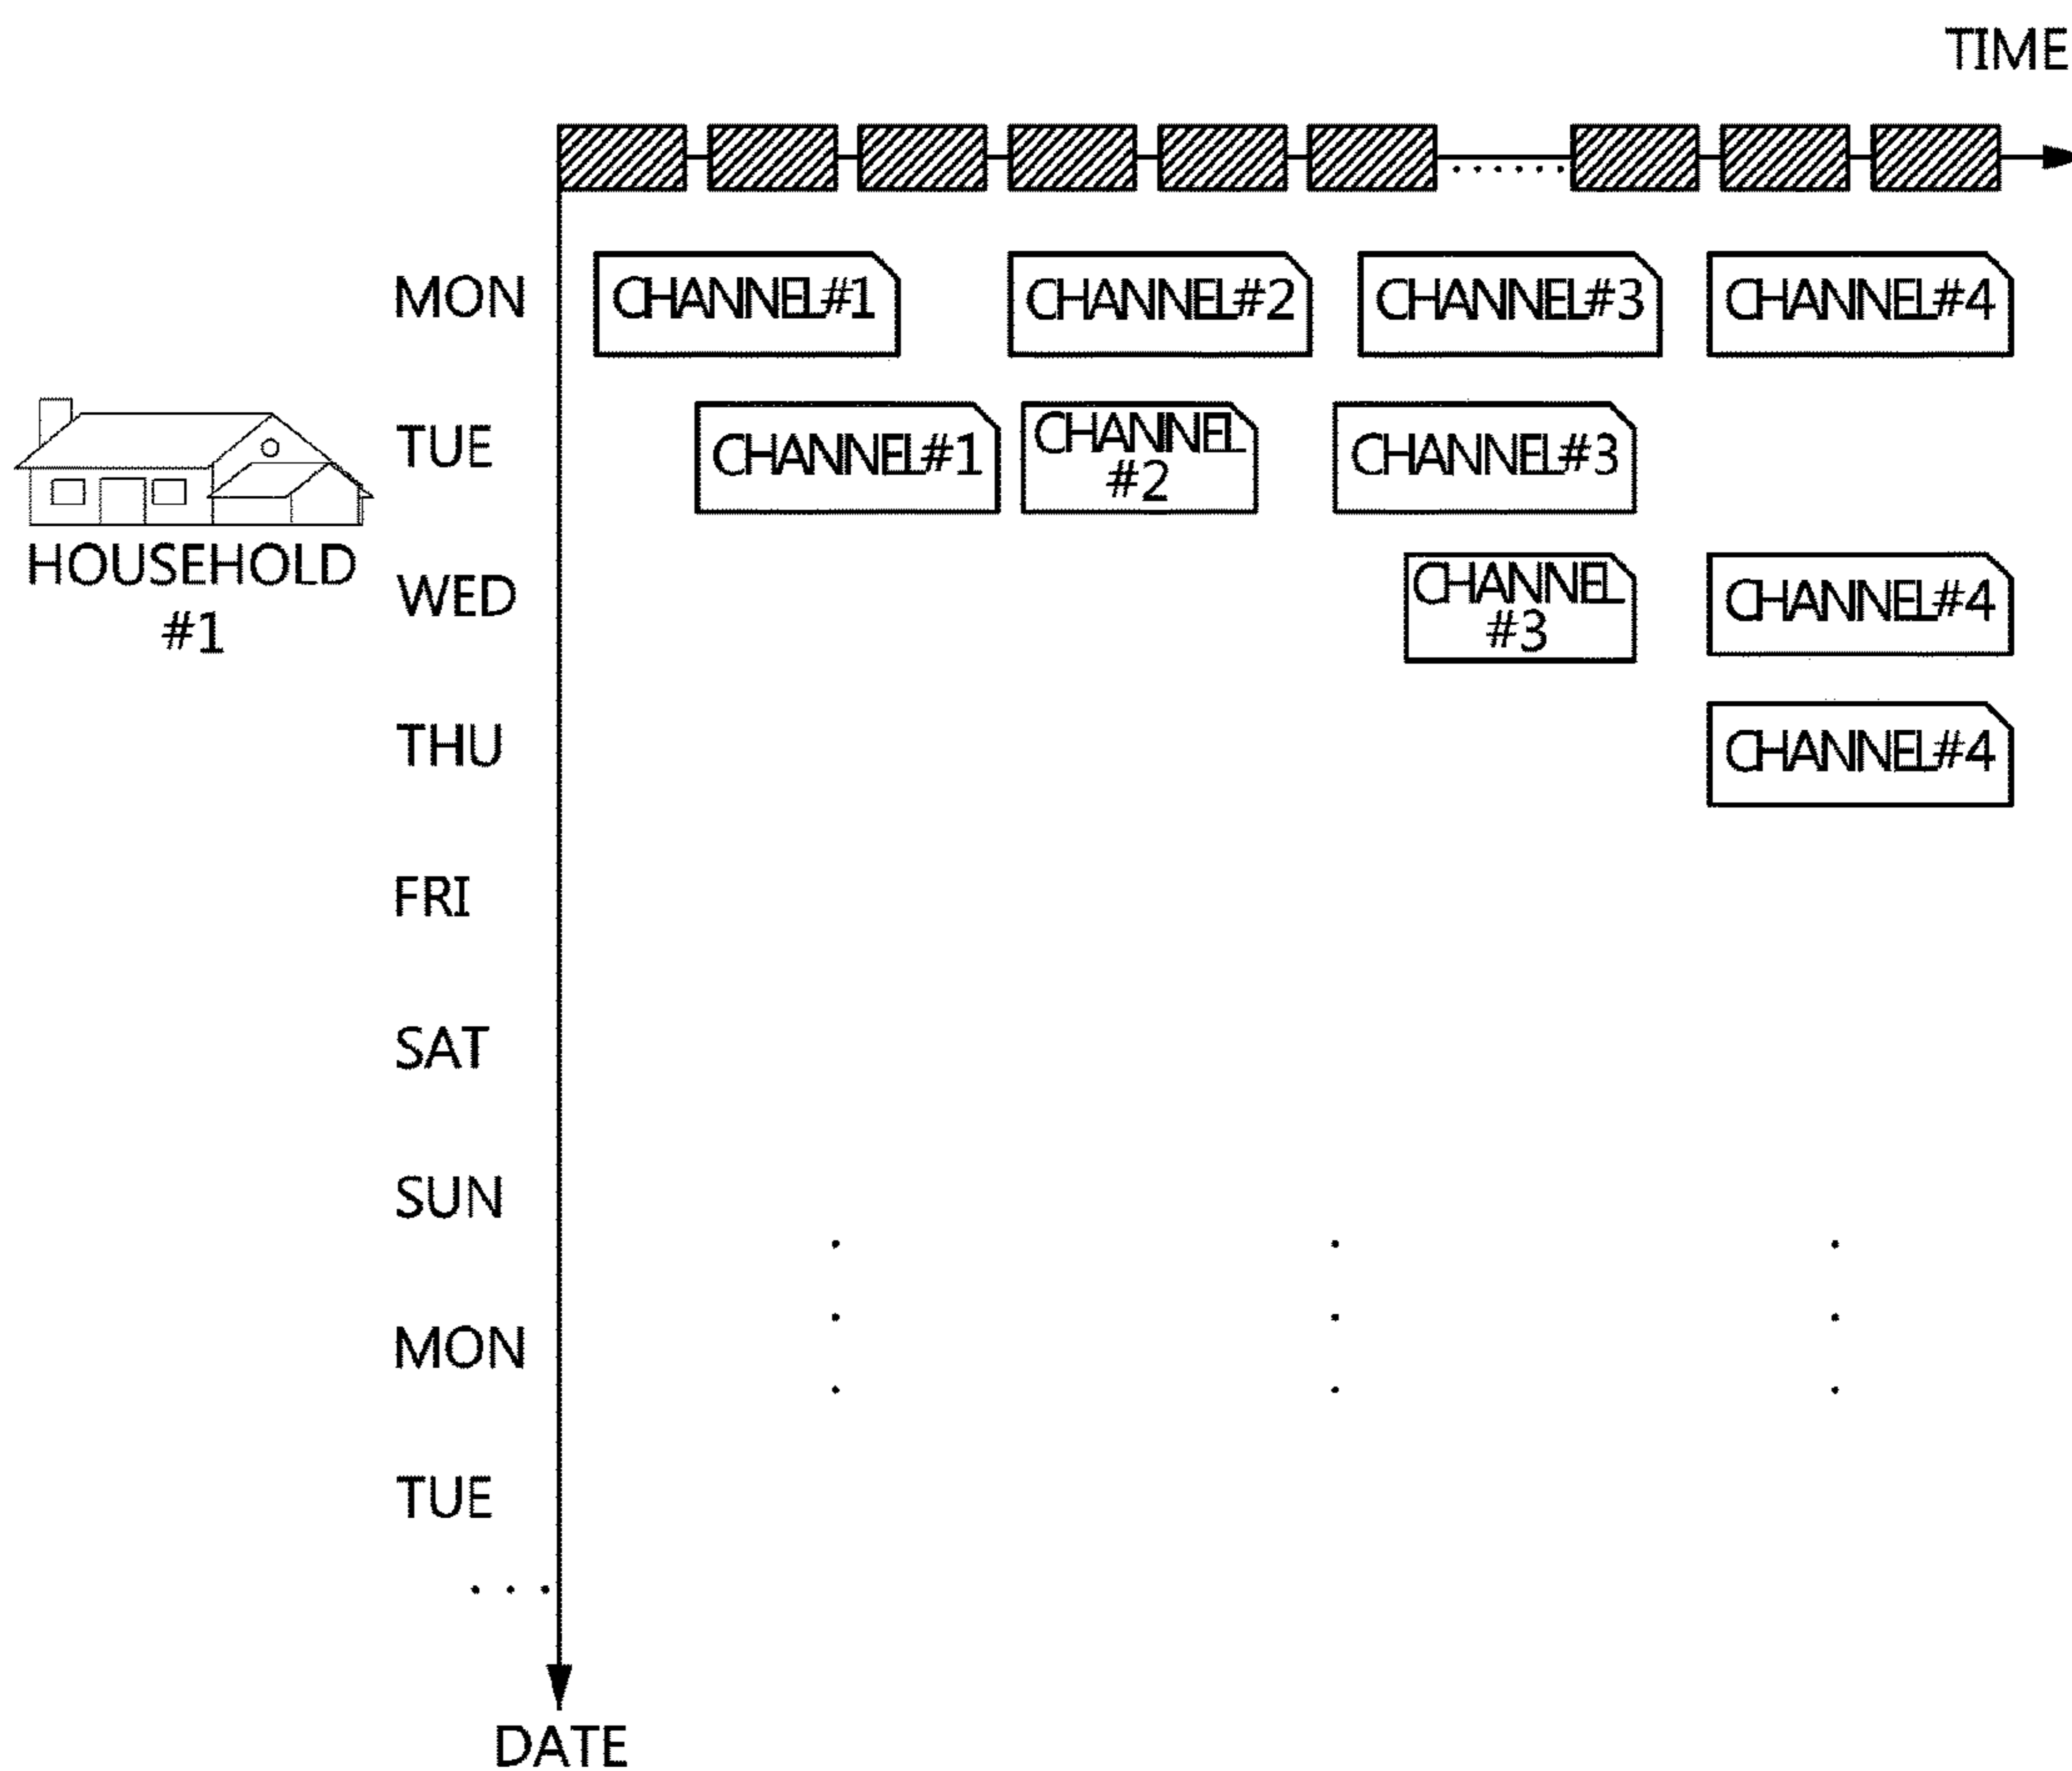 TIME
MON
CHANNEL#1
CHANNEL#2
CHANNEL#3
CHANNEL#4
TUE
CHANNEL#1
CHANNEL
#2
CHANNEL#3
HOUSEHOLD
#1
WED
CHANNEL
#3
CHANNEL#4
THU
CHANNEL#4
FRI
SAT
SUN
MON
TUE
...
DATE